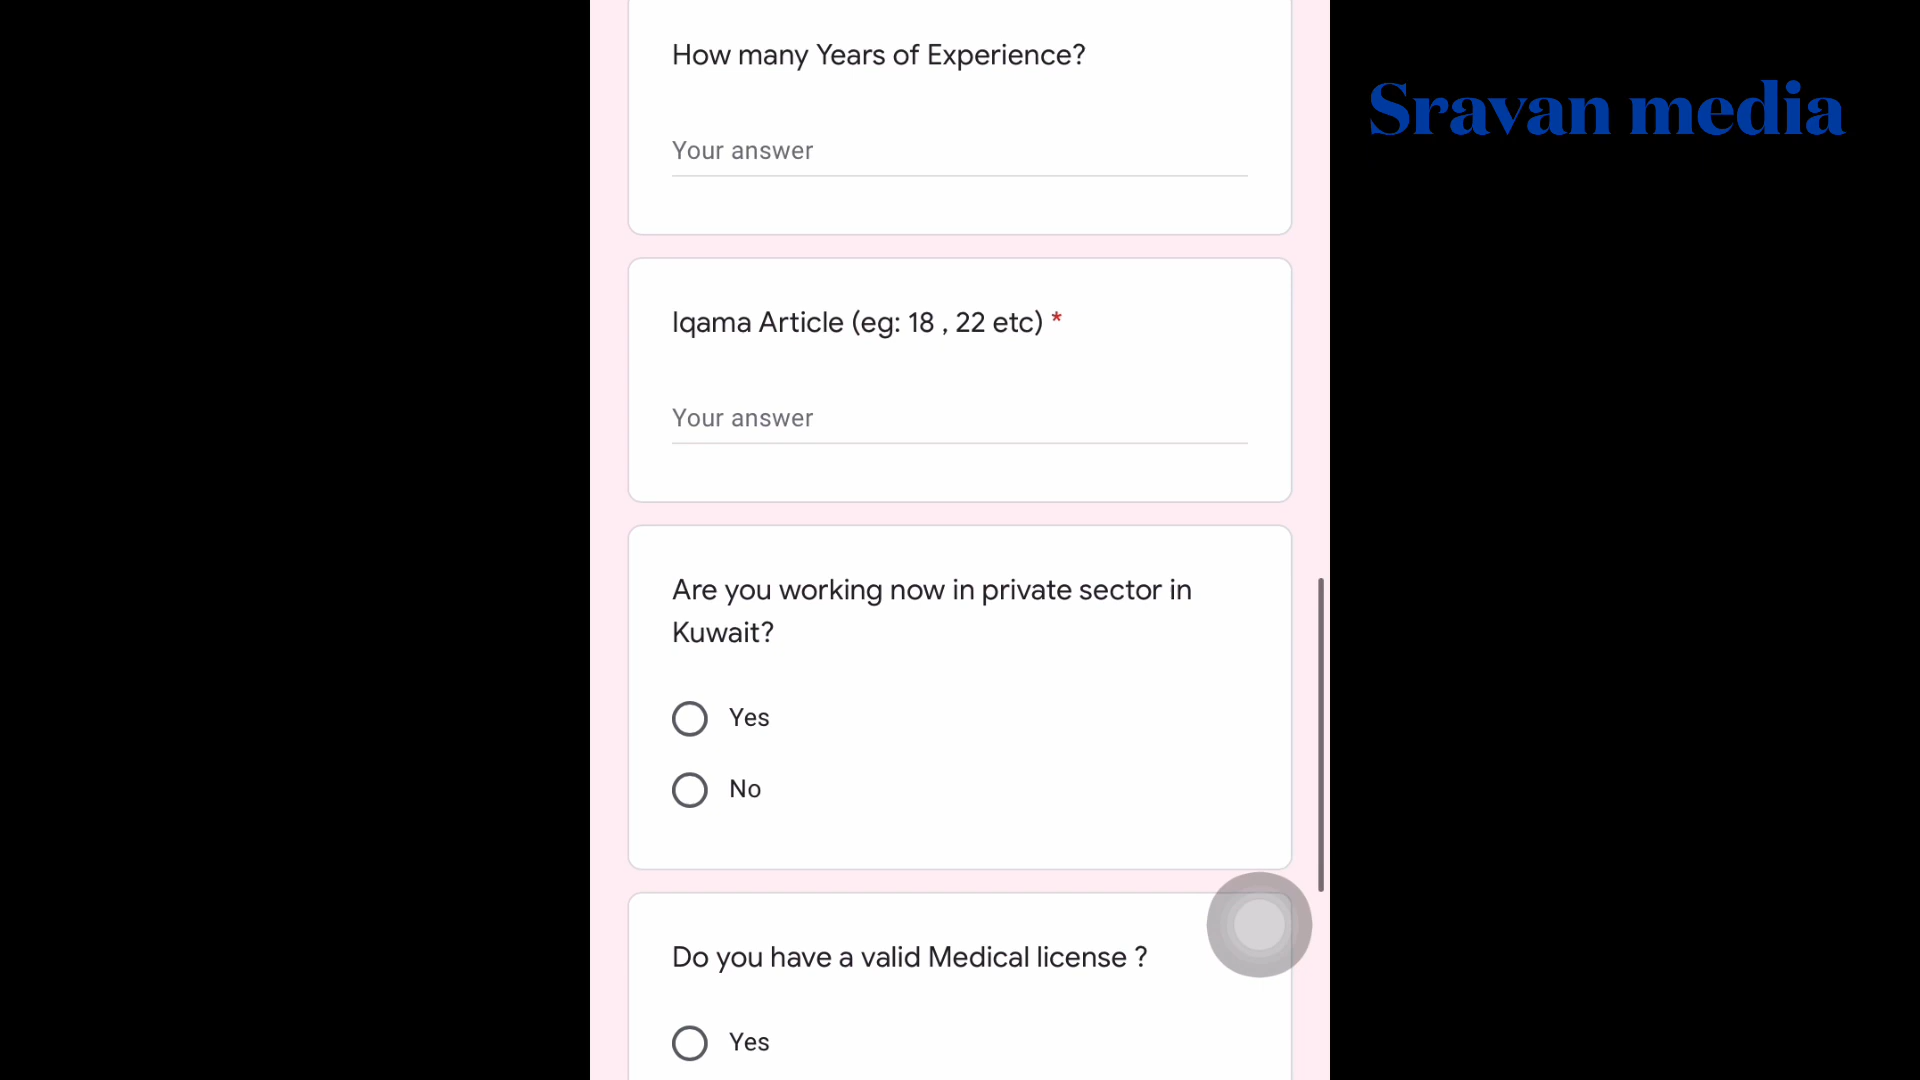 How many Years of Experience?
Sravan media
Your answer
Iqama Article (eg: 18 , 22 etc) *
Your answer
Are you working now in private sector in
Kuwait?
Yes
No
Do you have a valid Medical license ?
Yes